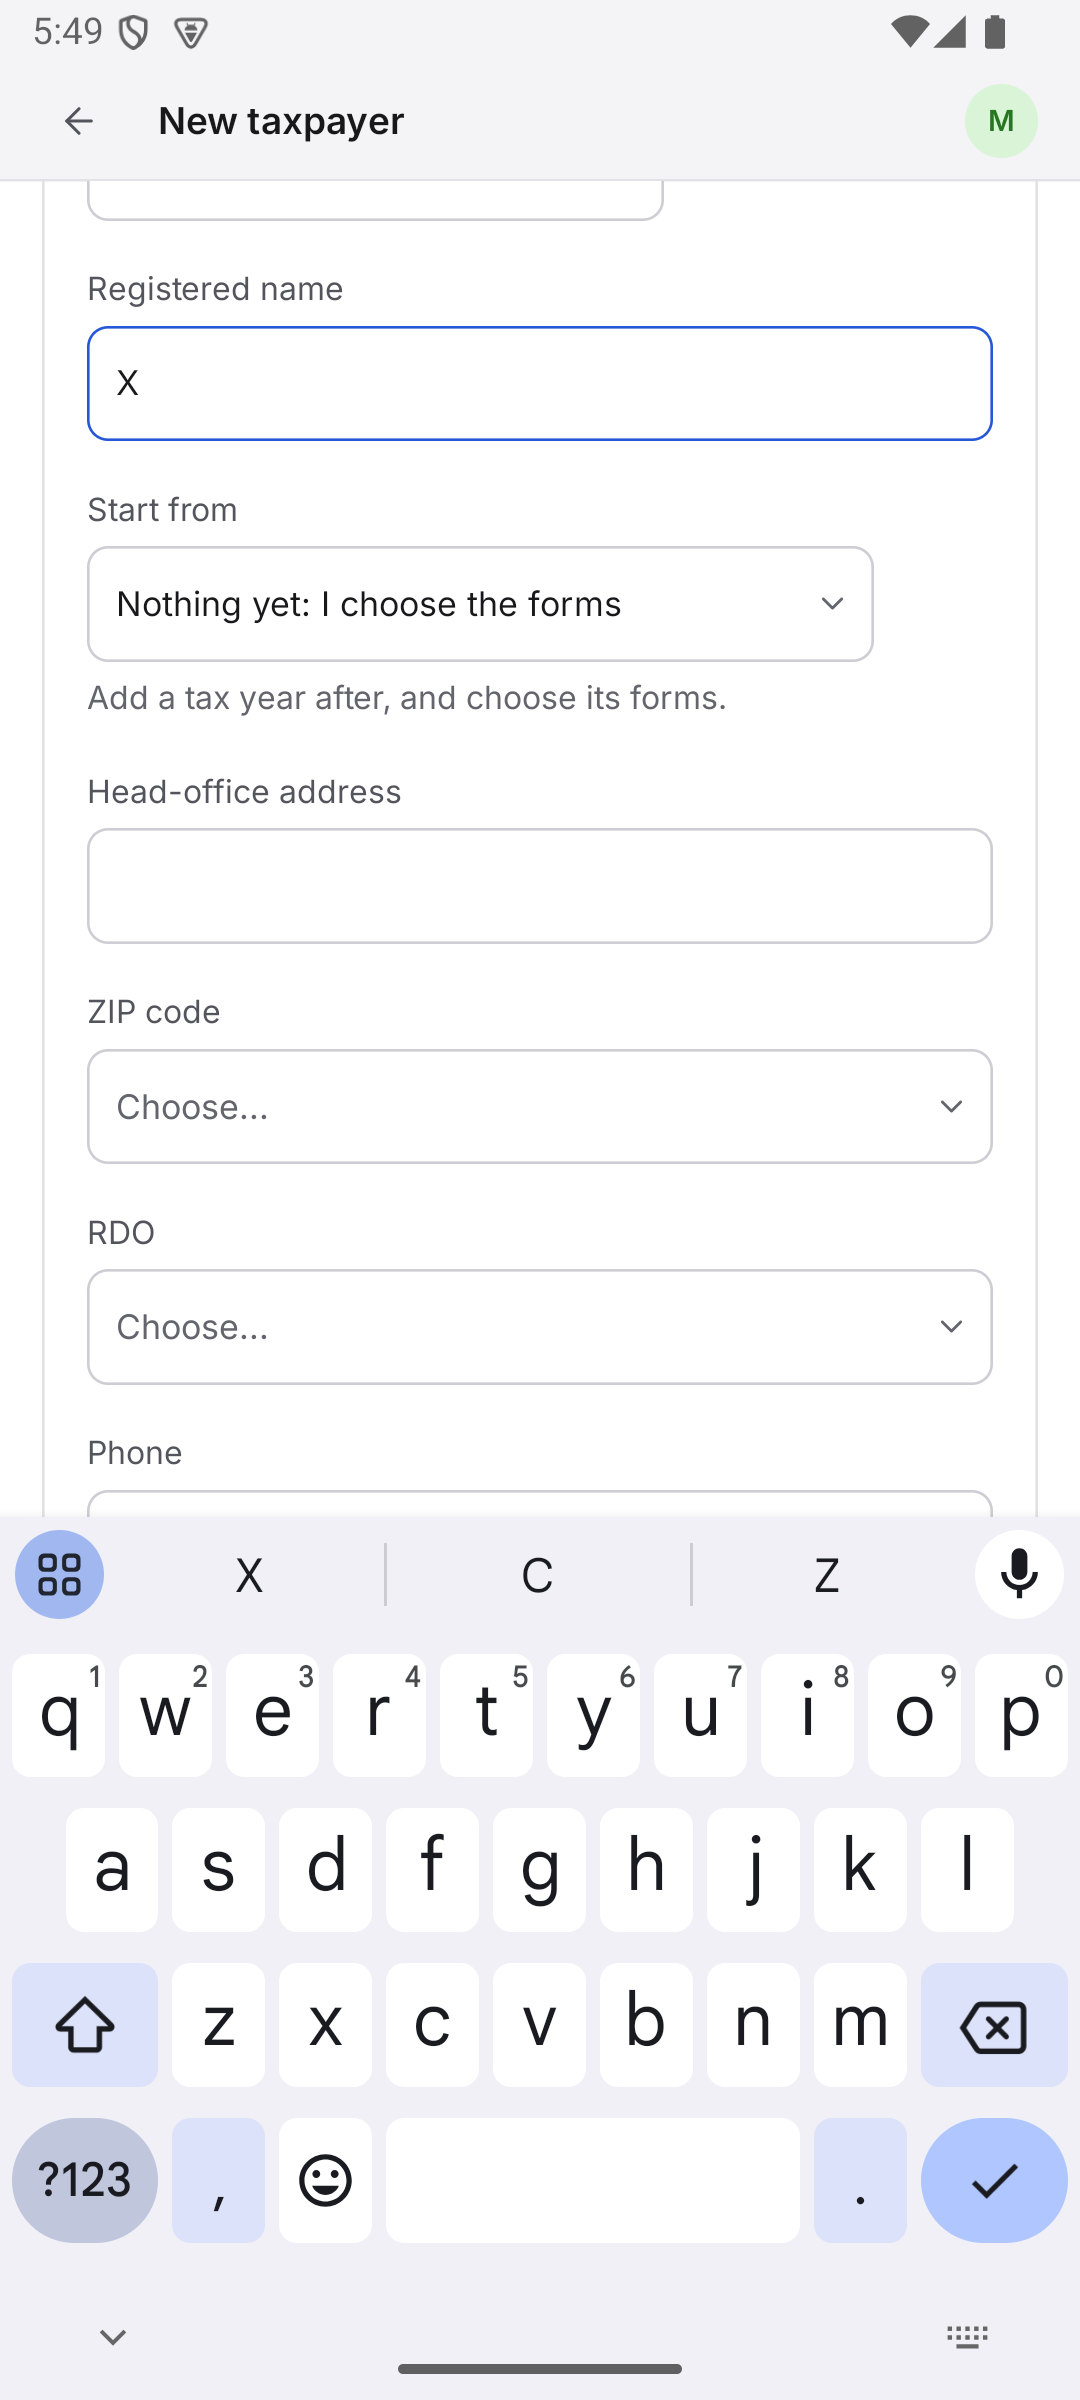 5:49
New taxpayer
M
Registered name
X
Start from
Nothing yet: I choose the forms
Add a tax year after, and choose its forms.
Head-office address
ZIP code
Choose...
RDO
Choose...
Phone
X C Z
q1 w2 e3 r4 t5 y6 u7 i8 o9 p0
a s d f g h j k l
z x c v b n m
?123 , .